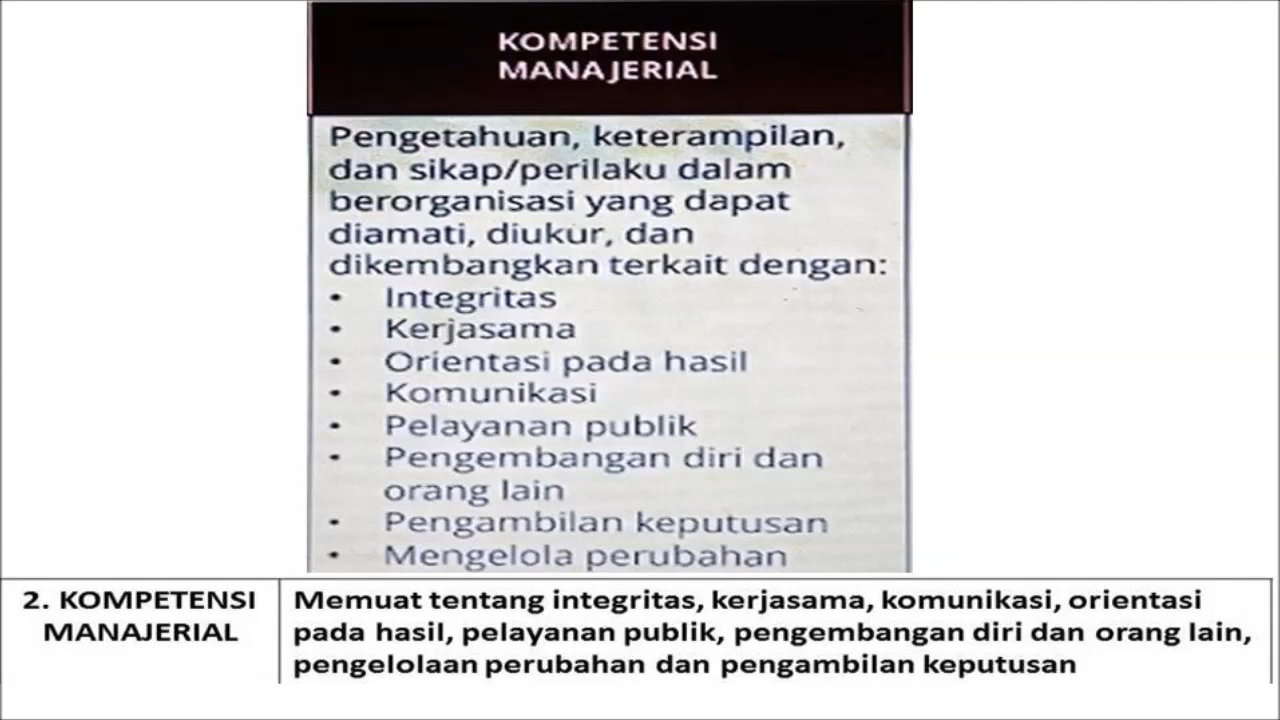 KOMPETENSI
MANAJERIAL
Pengetahuan, keterampilan,
dan sikap/perilaku dalam
berorganisasi yang dapat
diamati, diukur, dan
dikembangkan terkait dengan:
• Integritas
• Kerjasama
• Orientasi pada hasil
• Komunikasi
• Pelayanan publik
• Pengembangan diri dan
orang lain
• Pengambilan keputusan
• Mengelola perubahan
2. KOMPETENSI
MANAJERIAL
Memuat tentang integritas, kerjasama, komunikasi, orientasi
pada hasil, pelayanan publik, pengembangan diri dan orang lain,
pengelolaan perubahan dan pengambilan keputusan